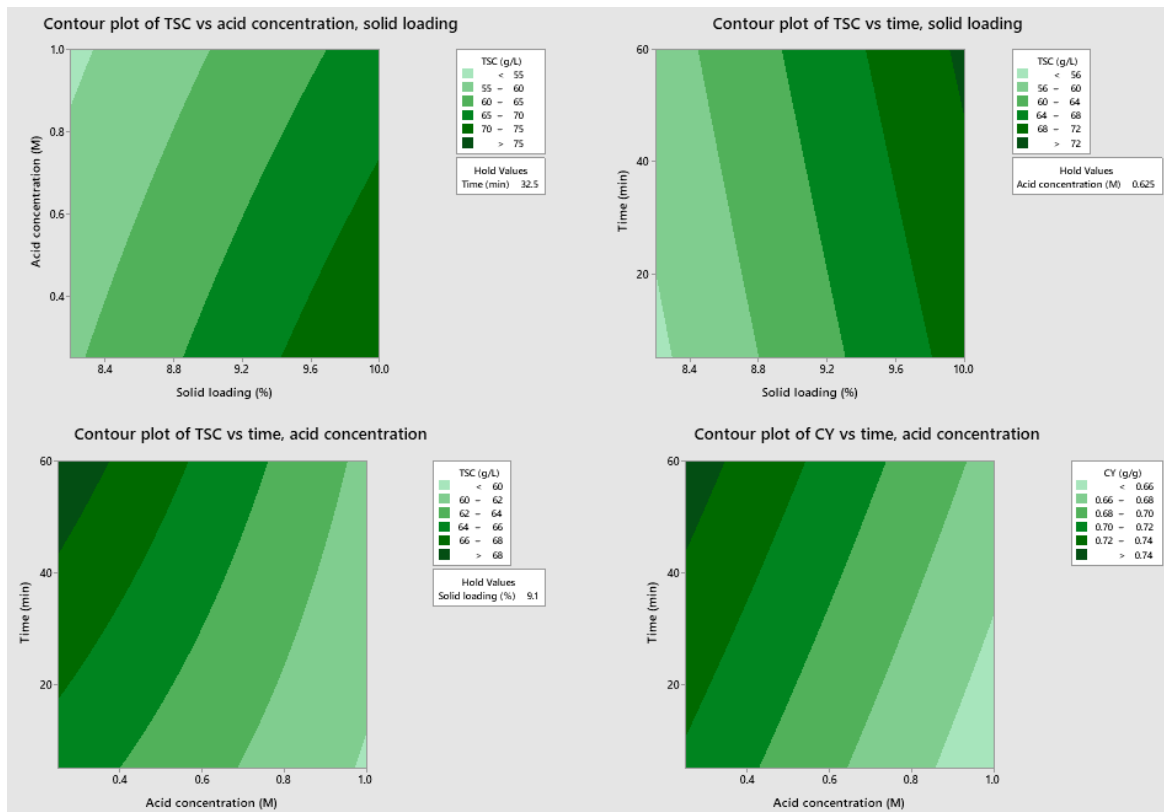 Contour plot of TSC vs acid concentration, solid loading
1.0
0.8
0.6
0.4
Acid concentration (M)
8.4 8.8 9.2 9.6 10.0
Solid loading (%)
TSC (g/L)
< 55
55 – 60
60 – 65
65 – 70
70 – 75
> 75
Hold Values
Time (min) 32.5
Contour plot of TSC vs time, solid loading
60
40
20
Time (min)
8.4 8.8 9.2 9.6 10.0
Solid loading (%)
TSC (g/L)
< 56
56 – 60
60 – 64
64 – 68
68 – 72
> 72
Hold Values
Acid concentration (M) 0.625
Contour plot of TSC vs time, acid concentration
60
40
20
Time (min)
0.4 0.6 0.8 1.0
Acid concentration (M)
TSC (g/L)
< 60
60 – 62
62 – 64
64 – 66
66 – 68
> 68
Hold Values
Solid loading (%) 9.1
Contour plot of CY vs time, acid concentration
60
40
20
Time (min)
0.4 0.6 0.8 1.0
Acid concentration (M)
CY (g/g)
< 0.66
0.66 – 0.68
0.68 – 0.70
0.70 – 0.72
0.72 – 0.74
> 0.74